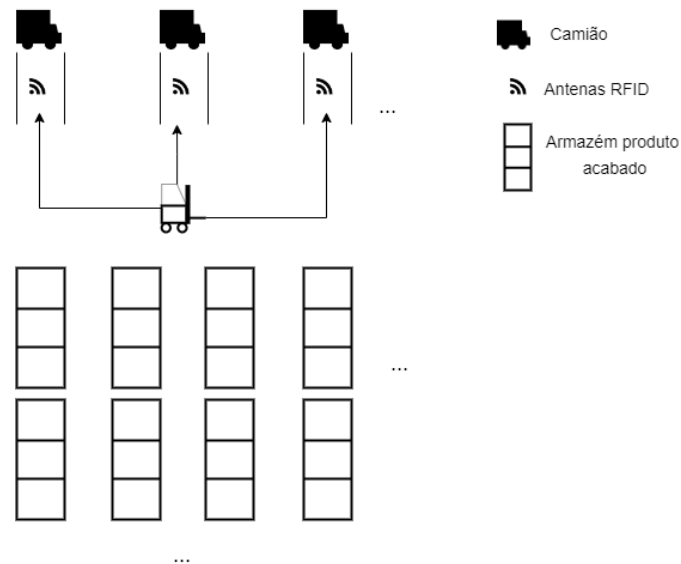 Camião
Antenas RFID
...
Armazém produto
acabado
...
...